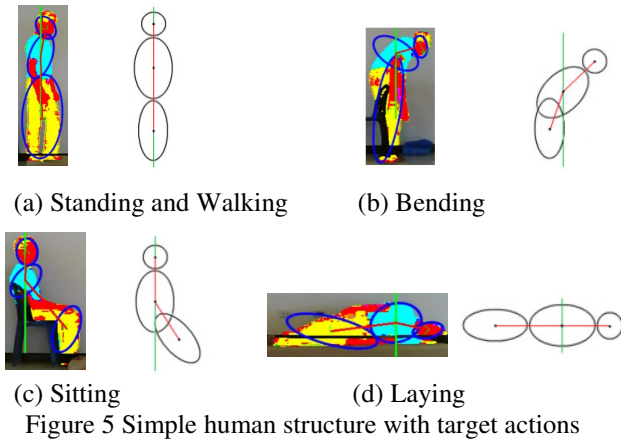 (a) Standing and Walking (b) Bending
(c) Sitting (d) Laying
Figure 5 Simple human structure with target actions